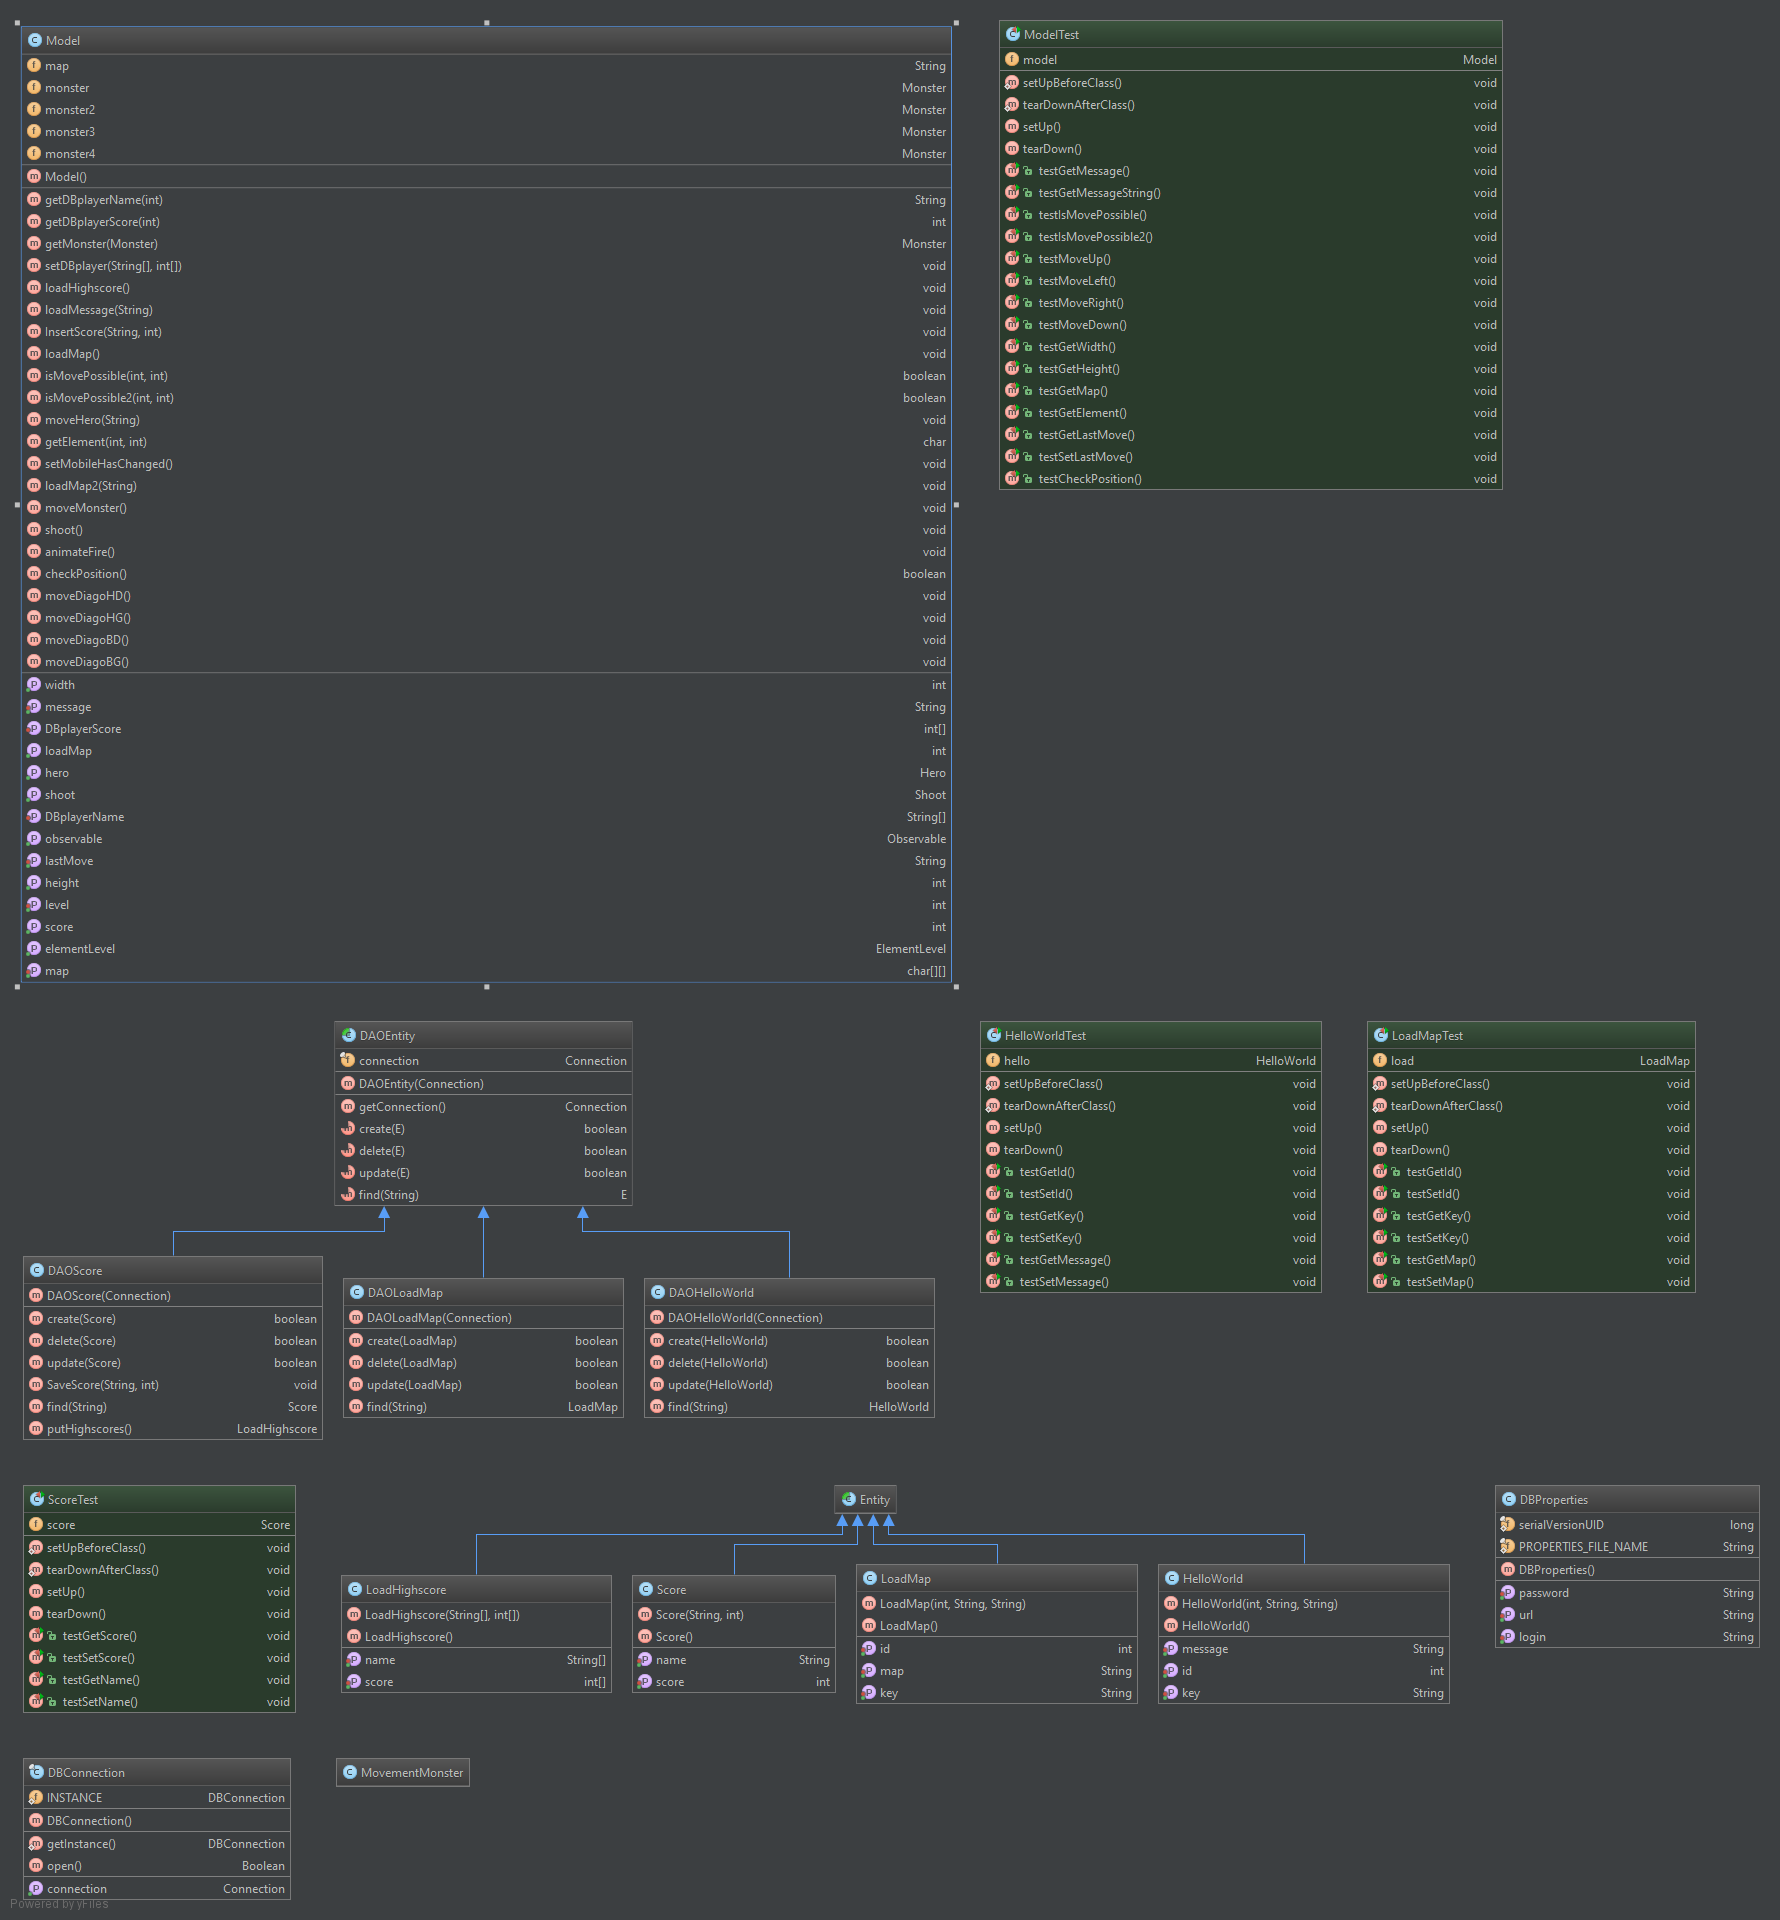 Model
map String
monster Monster
monster2 Monster
monster3 Monster
monster4 Monster
Model()
getDBplayerName(int) String
getDBplayerScore(int) int
getMonster(Monster) Monster
setDBplayer(String[], int[]) void
loadHighscore() void
loadMessage(String) void
InsertScore(String, int) void
loadMap() void
isMovePossible(int, int) boolean
isMovePossible2(int, int) boolean
moveHero(String) void
getElement(int, int) char
setMobileHasChanged() void
loadMap2(String) void
moveMonster() void
shoot() void
animateFire() void
checkPosition() boolean
moveDiagoHD() void
moveDiagoHG() void
moveDiagoBD() void
moveDiagoBG() void
width int
message String
DBplayerScore int[]
loadMap int
hero Hero
shoot Shoot
DBplayerName String[]
observable Observable
lastMove String
height int
level int
score int
elementLevel ElementLevel
map char[][]
ModelTest
model Model
setUpBeforeClass() void
tearDownAfterClass() void
setUp() void
tearDown() void
testGetMessage() void
testGetMessageString() void
testIsMovePossible() void
testIsMovePossible2() void
testMoveUp() void
testMoveLeft() void
testMoveRight() void
testMoveDown() void
testGetWidth() void
testGetHeight() void
testGetMap() void
testGetElement() void
testGetLastMove() void
testSetLastMove() void
testCheckPosition() void
DAOEntity
connection Connection
DAOEntity(Connection)
getConnection() Connection
create(E) boolean
delete(E) boolean
update(E) boolean
find(String) E
HelloWorldTest
hello HelloWorld
setUpBeforeClass() void
tearDownAfterClass() void
setUp() void
tearDown() void
testGetId() void
testSetId() void
testGetKey() void
testSetKey() void
testGetMessage() void
testSetMessage() void
LoadMapTest
load LoadMap
setUpBeforeClass() void
tearDownAfterClass() void
setUp() void
tearDown() void
testGetId() void
testSetId() void
testGetKey() void
testSetKey() void
testGetMap() void
testSetMap() void
DAOScore
DAOScore(Connection)
create(Score) boolean
delete(Score) boolean
update(Score) boolean
SaveScore(String, int) void
find(String) Score
putHighscores() LoadHighscore
DAOLoadMap
DAOLoadMap(Connection)
create(LoadMap) boolean
delete(LoadMap) boolean
update(LoadMap) boolean
find(String) LoadMap
DAOHelloWorld
DAOHelloWorld(Connection)
create(HelloWorld) boolean
delete(HelloWorld) boolean
update(HelloWorld) boolean
find(String) HelloWorld
ScoreTest
score Score
setUpBeforeClass() void
tearDownAfterClass() void
setUp() void
tearDown() void
testGetScore() void
testSetScore() void
testGetName() void
testSetName() void
Entity
LoadHighscore
LoadHighscore(String[], int[])
LoadHighscore()
name String[]
score int[]
Score
Score(String, int)
Score()
name String
score int
LoadMap
LoadMap(int, String, String)
LoadMap()
id int
map String
key String
HelloWorld
HelloWorld(int, String, String)
HelloWorld()
message String
id int
key String
DBProperties
serialVersionUID long
PROPERTIES_FILE_NAME String
DBProperties()
password String
url String
login String
DBConnection
INSTANCE DBConnection
DBConnection()
getInstance() DBConnection
open() Boolean
connection Connection
MovementMonster
Powered by yFiles